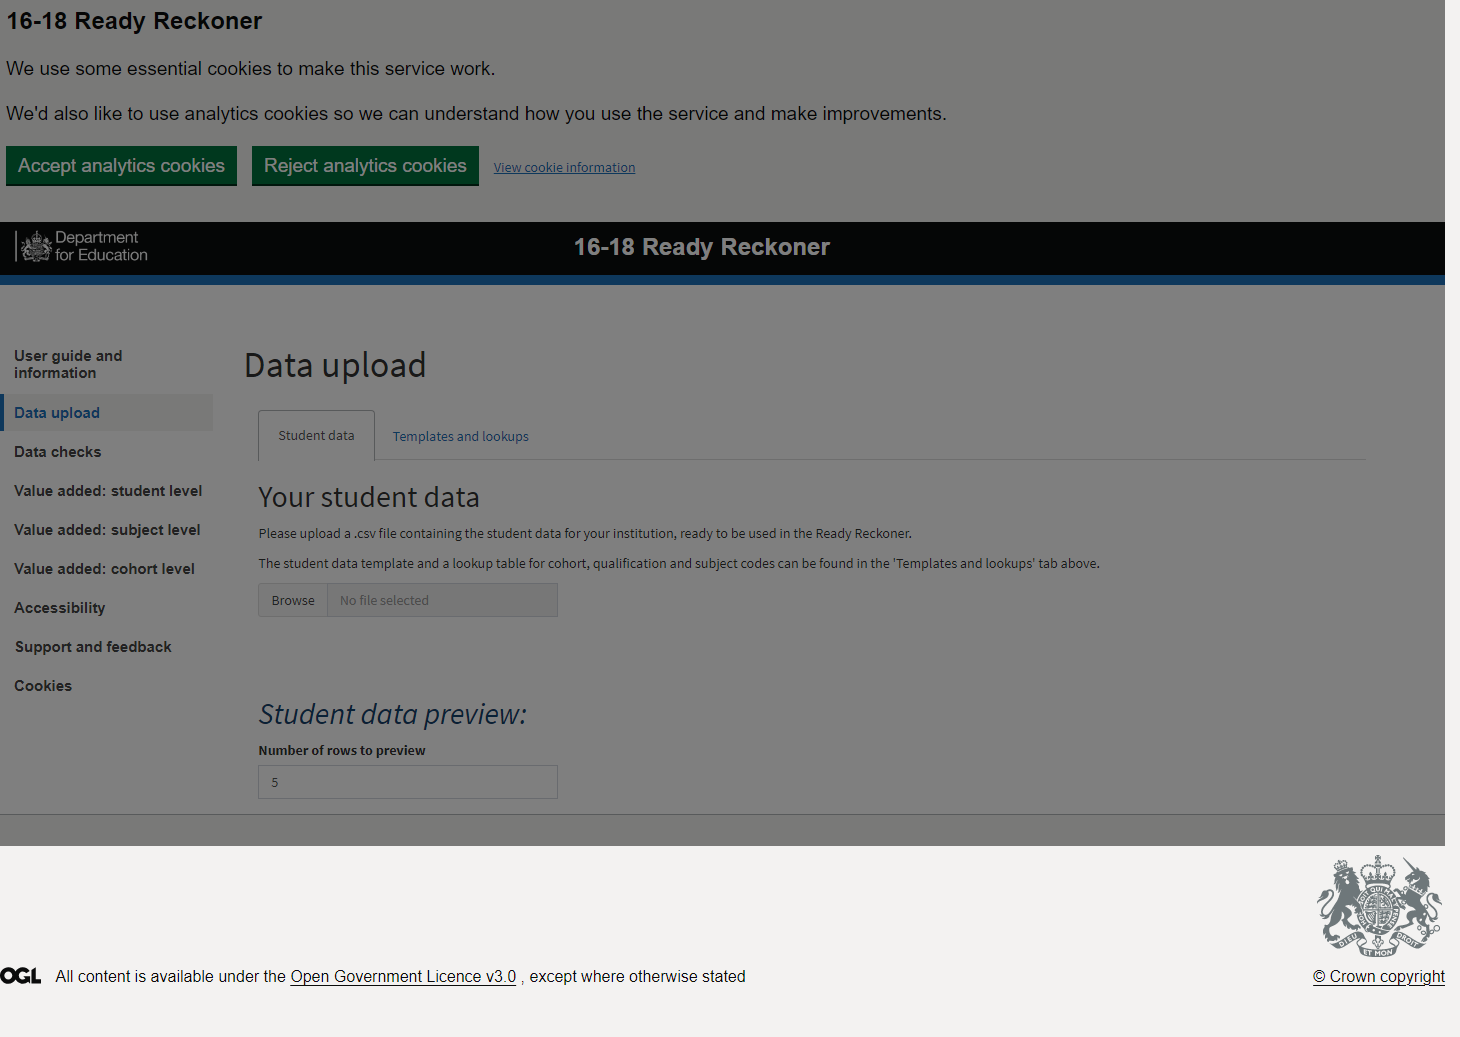 16-18 Ready Reckoner
We use some essential cookies to make this service work.
We'd also like to use analytics cookies so we can understand how you use the service and make improvements.
Accept analytics cookies Reject analytics cookies View cookie information
Department
for Education
16-18 Ready Reckoner
User guide and
information
Data upload
Data checks
Value added: student level
Value added: subject level
Value added: cohort level
Accessibility
Support and feedback
Cookies
Data upload
Student data Templates and lookups
Your student data
Please upload a .csv file containing the student data for your institution, ready to be used in the Ready Reckoner.
The student data template and a lookup table for cohort, qualification and subject codes can be found in the 'Templates and lookups' tab above.
Browse No file selected
Student data preview:
Number of rows to preview
5
DIEU ET MON DROIT
OGL All content is available under the Open Government Licence v3.0 , except where otherwise stated
© Crown copyright